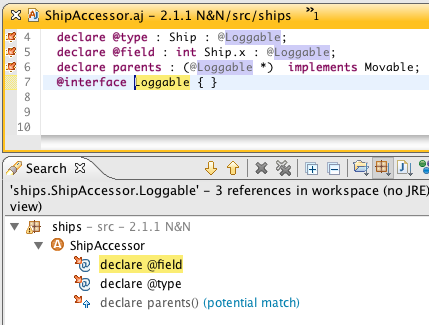 ShipAccessor.aj - 2.1.1 N&N/src/ships »1
4 declare @type : Ship : @Loggable;
5 declare @field : int Ship.x : @Loggable;
6 declare parents : (@Loggable *) implements Movable;
7 @interface Loggable { }
8
9
10
Search
'ships.ShipAccessor.Loggable' - 3 references in workspace (no JRE)
view)
ships - src - 2.1.1 N&N
A ShipAccessor
declare @field
declare @type
declare parents() (potential match)